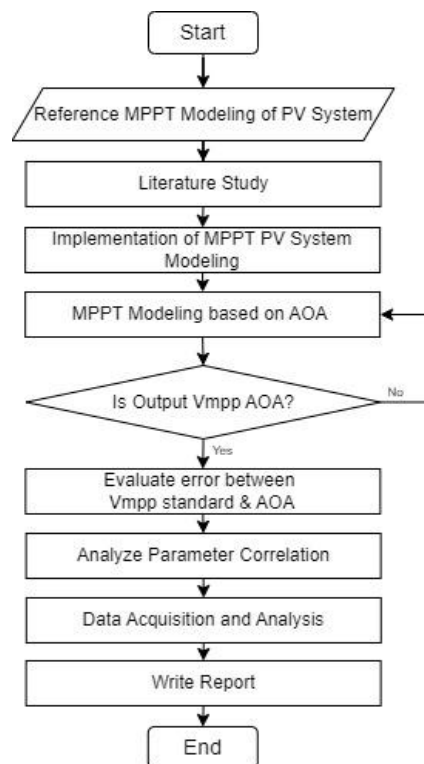 Start
Reference MPPT Modeling of PV System
Literature Study
Implementation of MPPT PV System
Modeling
MPPT Modeling based on AOA
Is Output Vmpp AOA?
No
Yes
Evaluate error between
Vmpp standard & AOA
Analyze Parameter Correlation
Data Acquisition and Analysis
Write Report
End